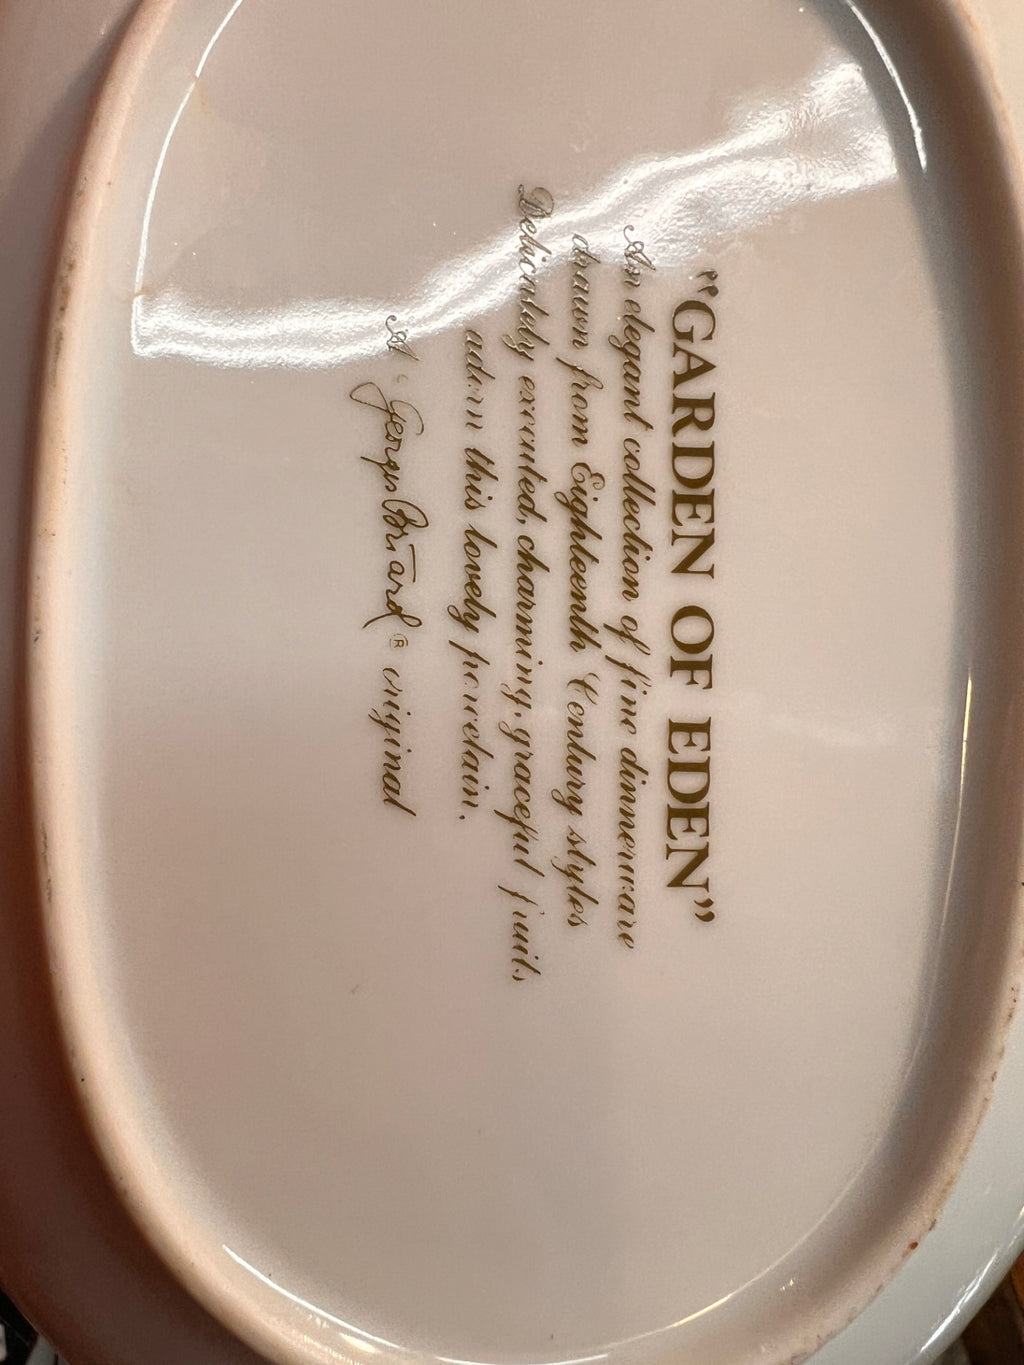 "GARDEN OF EDEN"
An elegant collection of fine dinnerware
drawn from Eighteenth Century styles
Delicately executed, charming, graceful fruits
adorn this lovely porcelain.
A Georges Briard® original